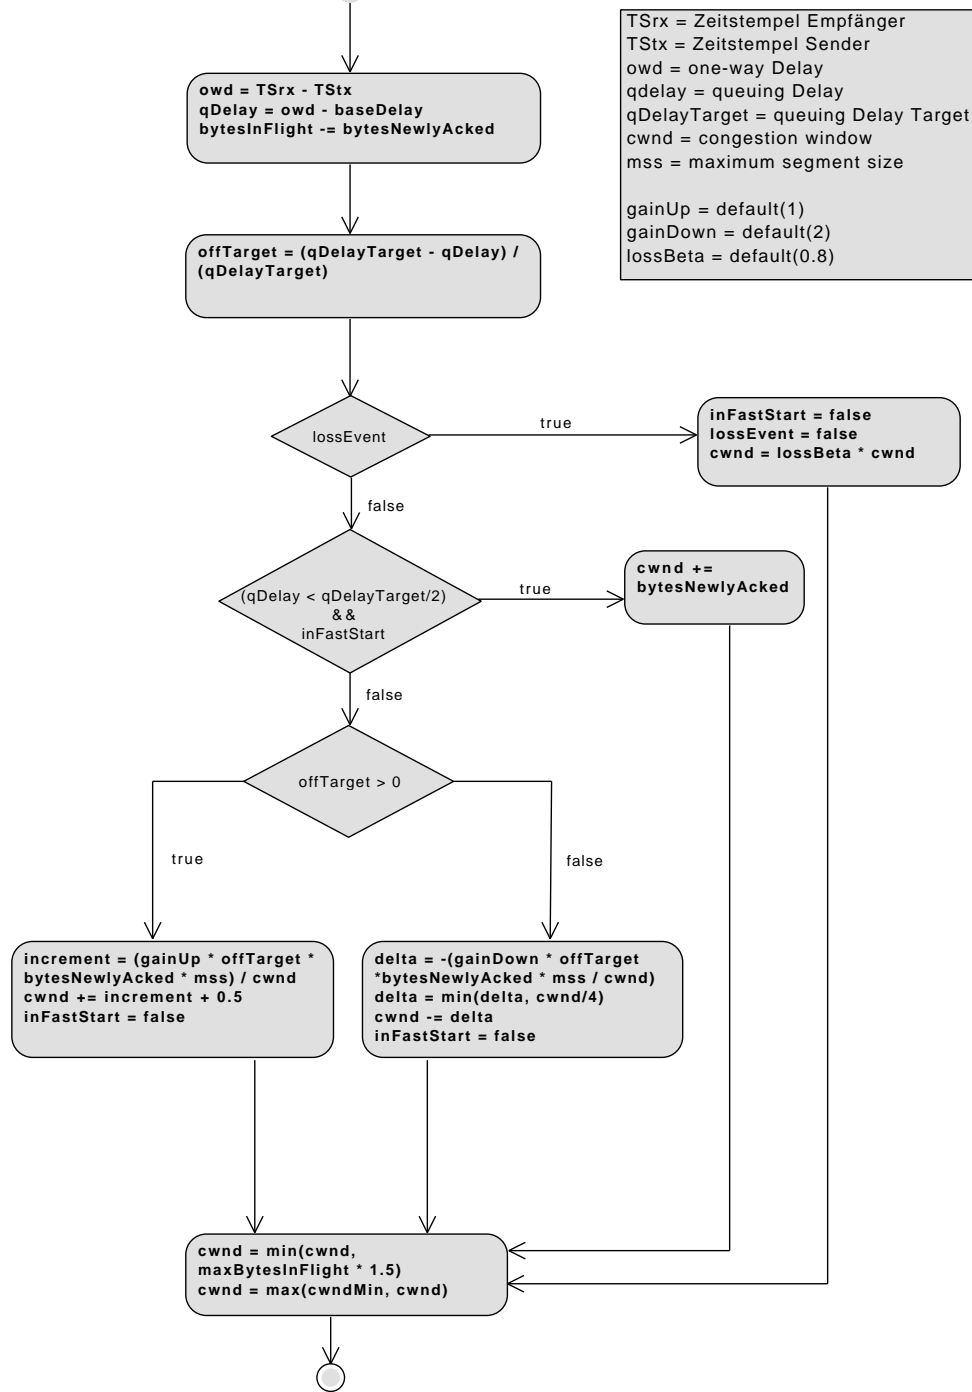 TSrx = Zeitstempel Empfänger
TStx = Zeitstempel Sender
owd = one-way Delay
qdelay = queuing Delay
qDelayTarget = queuing Delay Target
cwnd = congestion window
mss = maximum segment size
gainUp = default(1)
gainDown = default(2)
lossBeta = default(0.8)
owd = TSrx - TStx
qDelay = owd - baseDelay
bytesInFlight -= bytesNewlyAcked
offTarget = (qDelayTarget - qDelay) /
(qDelayTarget)
lossEvent
true
inFastStart = false
lossEvent = false
cwnd = lossBeta * cwnd
false
(qDelay < qDelayTarget/2)
&&
inFastStart
true
cwnd +=
bytesNewlyAcked
false
offTarget > 0
true
false
increment = (gainUp * offTarget *
bytesNewlyAcked * mss) / cwnd
cwnd += increment + 0.5
inFastStart = false
delta = -(gainDown * offTarget
*bytesNewlyAcked * mss / cwnd)
delta = min(delta, cwnd/4)
cwnd -= delta
inFastStart = false
cwnd = min(cwnd,
maxBytesInFlight * 1.5)
cwnd = max(cwndMin, cwnd)